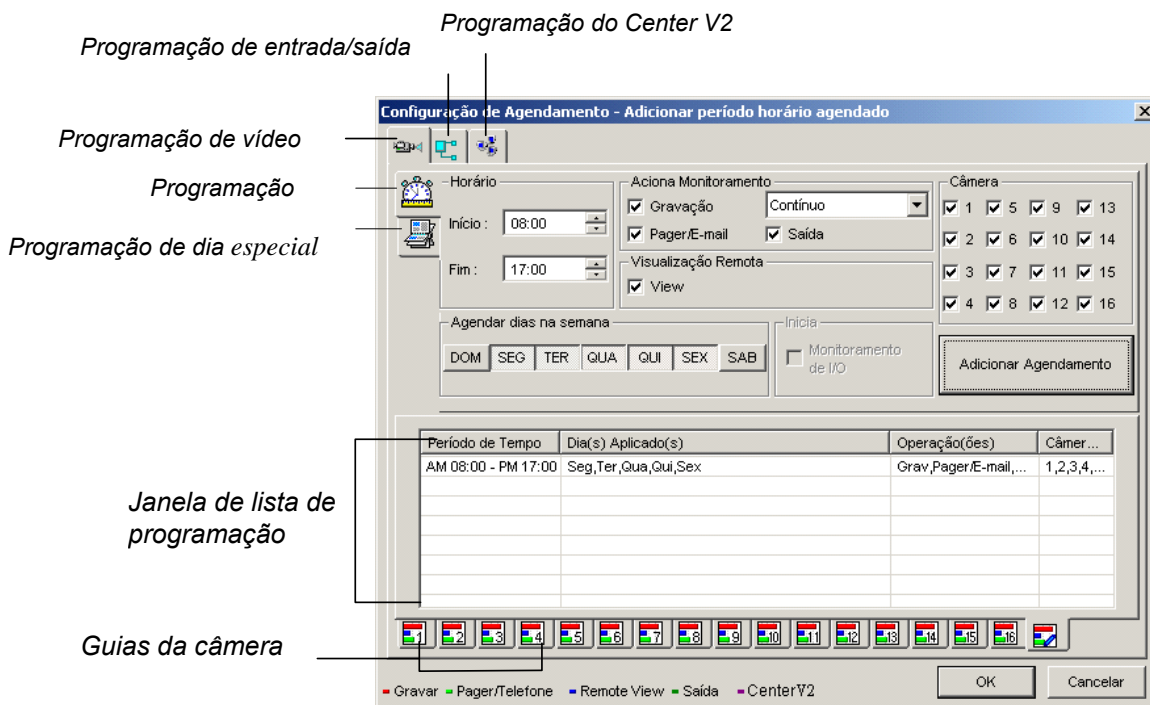 Programação do Center V2
Programação de entrada/saída
Programação de vídeo
Programação
Programação de dia especial
Janela de lista de
programação
Guias da câmera
Configuração de Agendamento - Adicionar período horário agendado
Horário
Início :
08:00
Fim :
17:00
Aciona Monitoramento
Gravação
Contínuo
Pager/E-mail
Saída
Visualização Remota
View
Câmera
1 5 9 13
2 6 10 14
3 7 11 15
4 8 12 16
Agendar dias na semana
DOM SEG TER QUA QUI SEX SAB
Inicia
Monitoramento
de I/O
Adicionar Agendamento
Período de Tempo Dia(s) Aplicado(s) Operação(ões) Câmer...
AM 08:00 - PM 17:00 Seg,Ter,Qua,Qui,Sex Grav,Pager/E-mail,... 1,2,3,4,...
1 2 3 4 5 6 7 8 9 10 11 12 13 14 15 16
Gravar Pager/Telefone Remote View Saída CenterV2
OK Cancelar